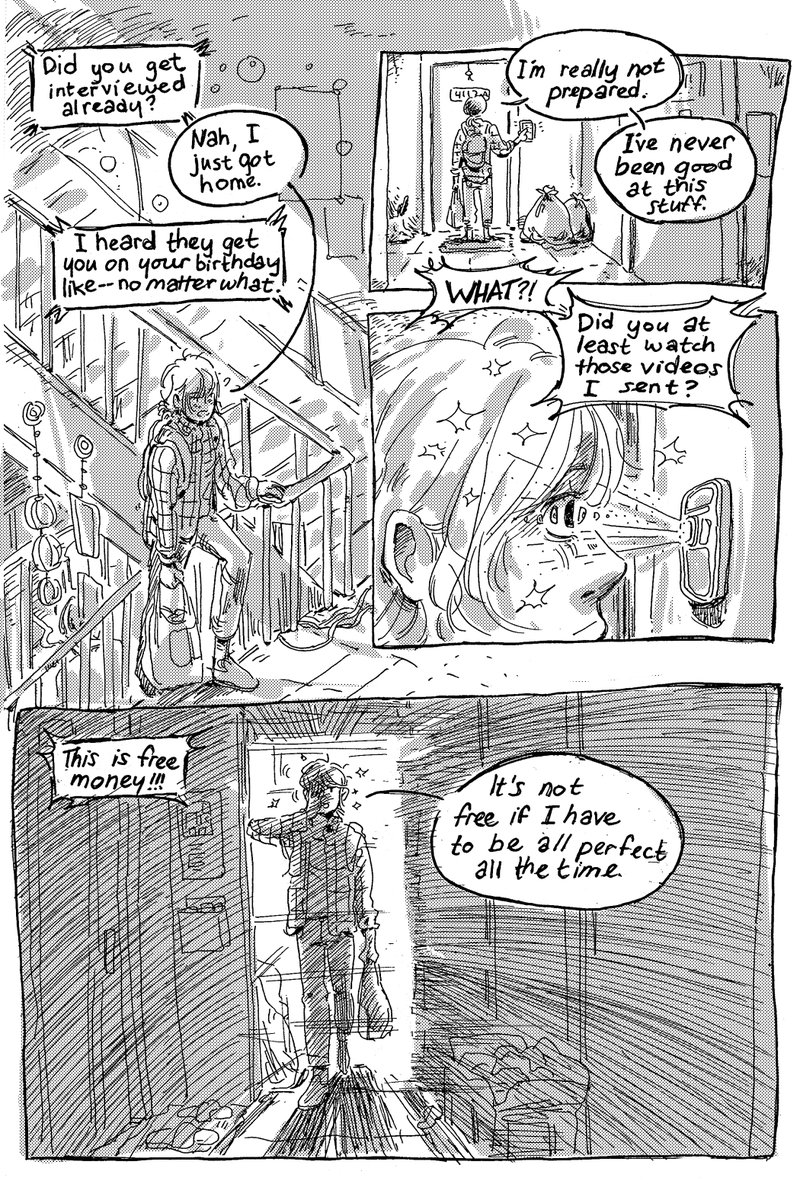 Did you get
interviewed
already?
Nah, I
just got
home.
I heard they get
you on your birthday
like--no matter what.
I'm really not
prepared.
I've never
been good
at this
stuff.
WHAT?!
Did you at
least watch
those videos
I sent?
This is free
money!!!
It's not
free if I have
to be all perfect
all the time.